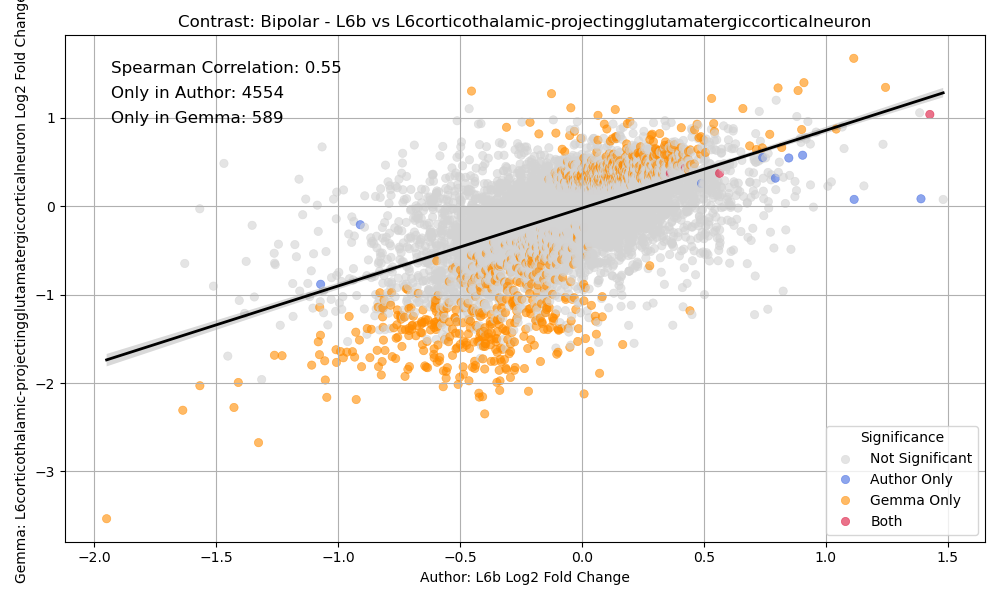 Contrast: Bipolar - L6b vs L6corticothalamic-projectingglutamatergiccorticalneuron
Gemma: L6corticothalamic-projectingglutamatergiccorticalneuron Log2 Fold Change
Spearman Correlation: 0.55
Only in Author: 4554
Only in Gemma: 589
1
0
−1
−2
−3
Significance
Not Significant
Author Only
Gemma Only
Both
−2.0 −1.5 −1.0 −0.5 0.0 0.5 1.0 1.5
Author: L6b Log2 Fold Change